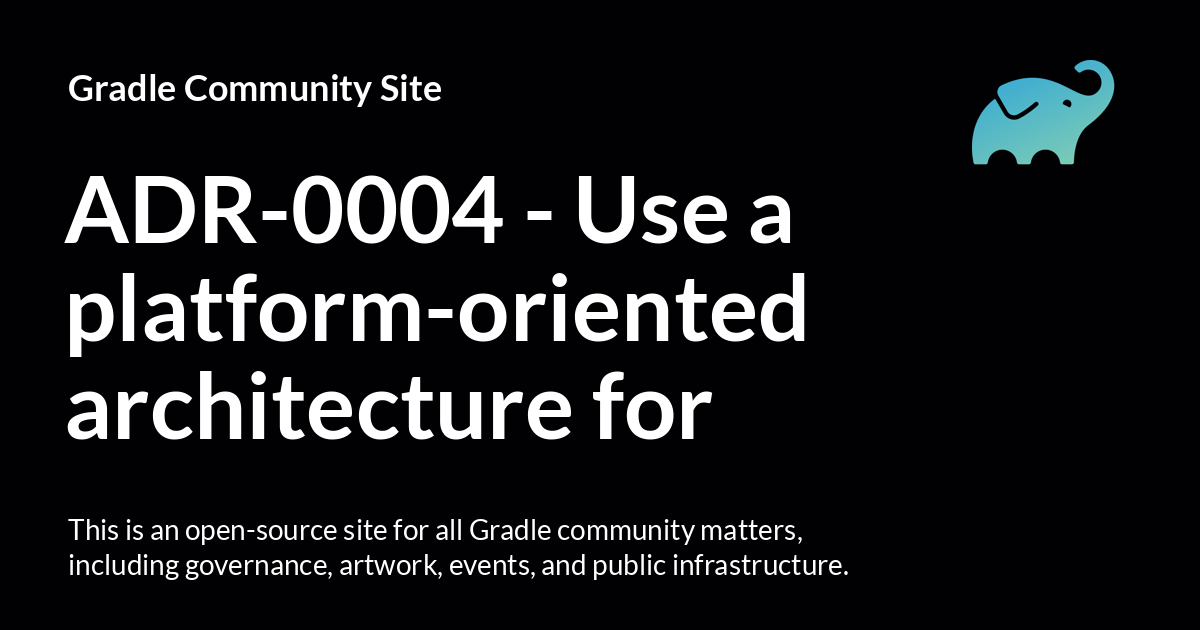 Gradle Community Site
ADR-0004 - Use a
platform-oriented
architecture for
This is an open-source site for all Gradle community matters,
including governance, artwork, events, and public infrastructure.